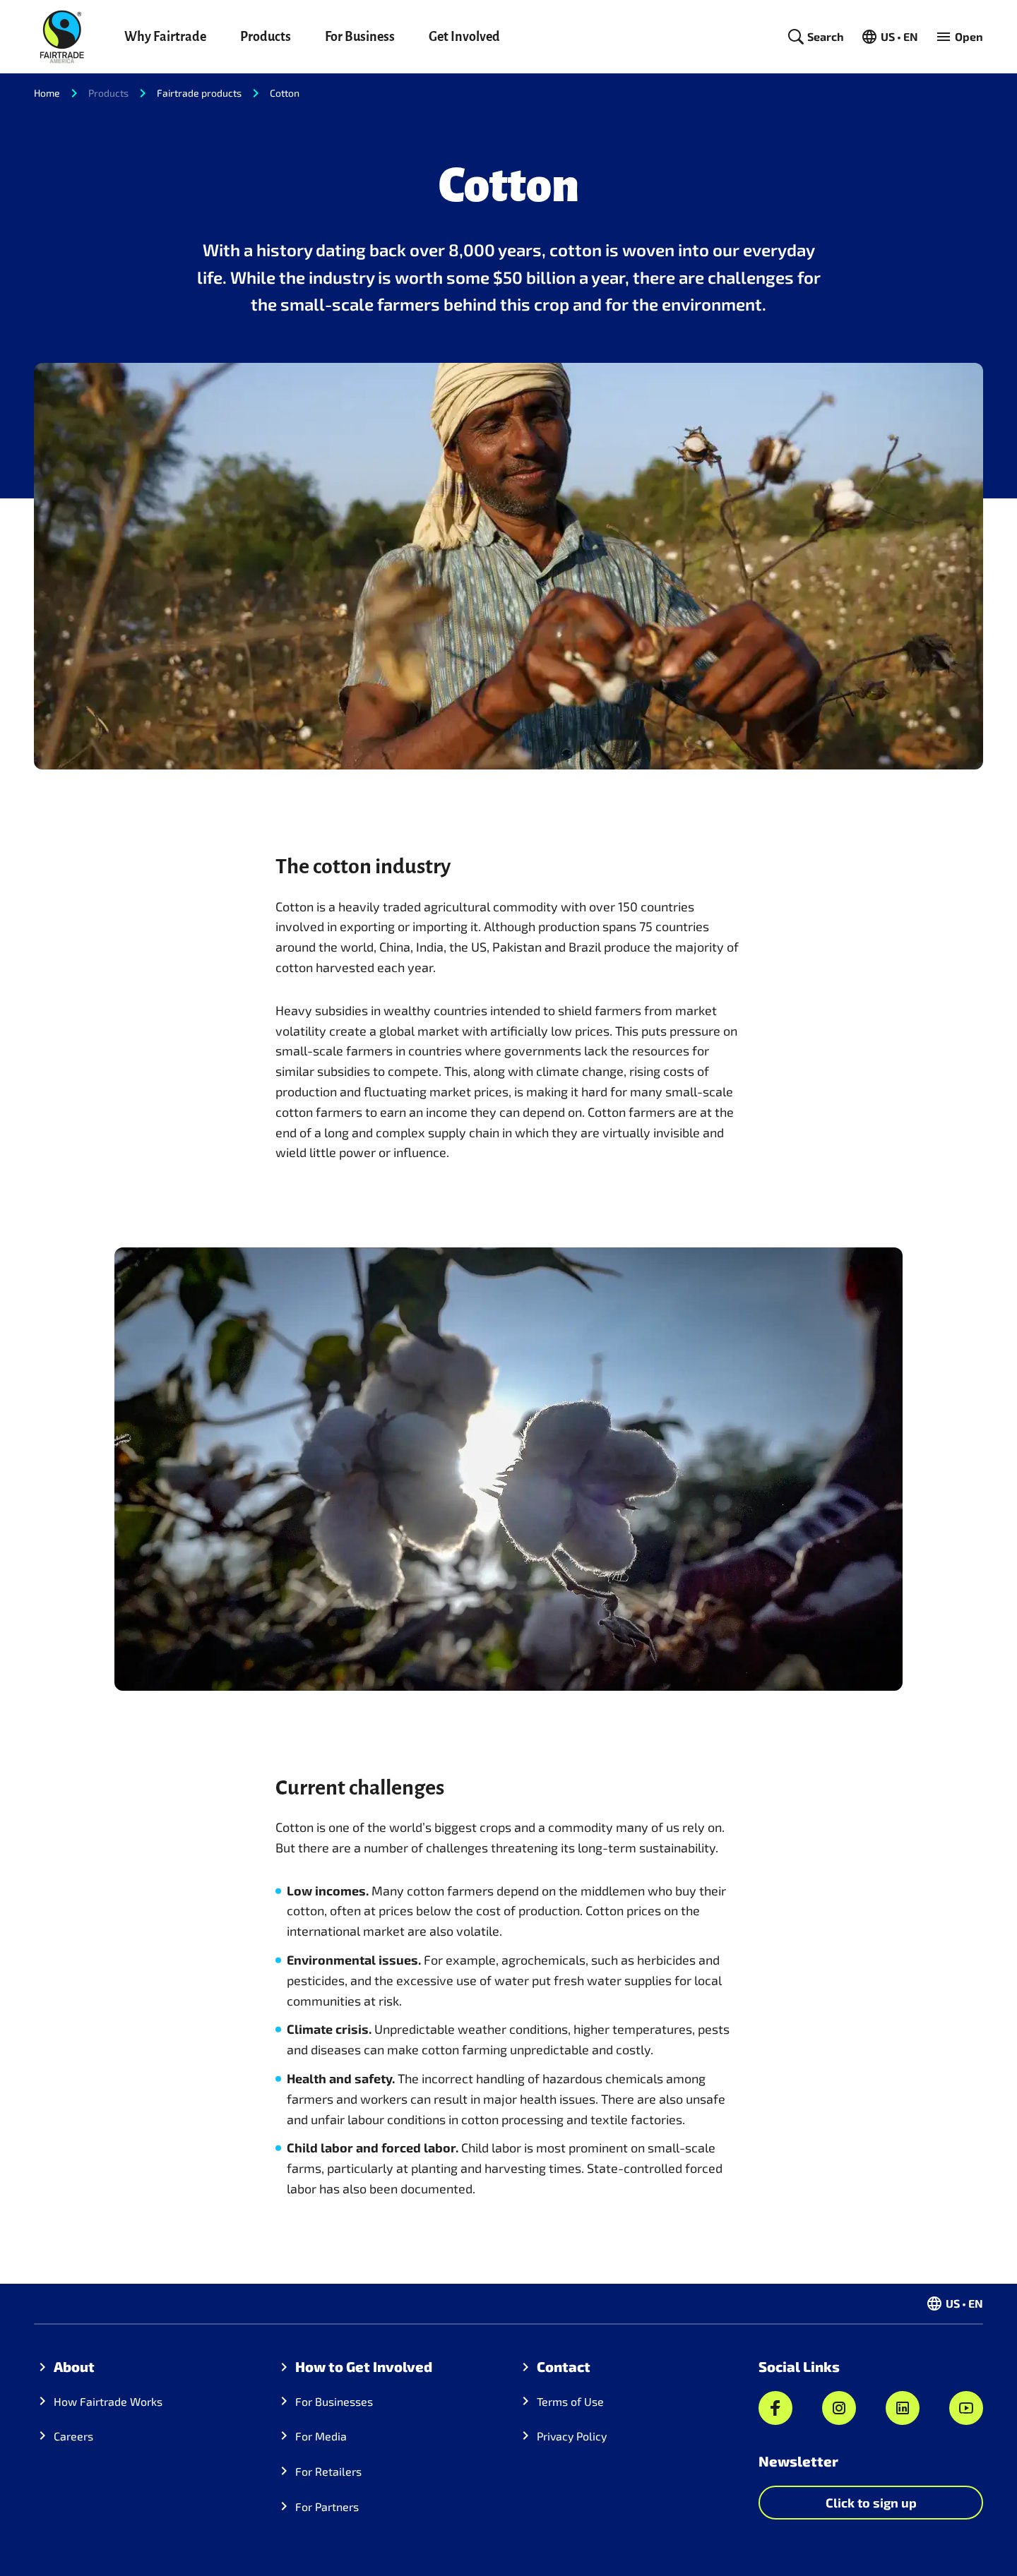 FAIRTRADE
AMERICA
Why Fairtrade
Products
For Business
Get Involved
Search
US • EN
Open
Home
Products
Fairtrade products
Cotton
Cotton
With a history dating back over 8,000 years, cotton is woven into our everyday
life. While the industry is worth some $50 billion a year, there are challenges for
the small-scale farmers behind this crop and for the environment.
The cotton industry
Cotton is a heavily traded agricultural commodity with over 150 countries
involved in exporting or importing it. Although production spans 75 countries
around the world, China, India, the US, Pakistan and Brazil produce the majority of
cotton harvested each year.
Heavy subsidies in wealthy countries intended to shield farmers from market
volatility create a global market with artificially low prices. This puts pressure on
small-scale farmers in countries where governments lack the resources for
similar subsidies to compete. This, along with climate change, rising costs of
production and fluctuating market prices, is making it hard for many small-scale
cotton farmers to earn an income they can depend on. Cotton farmers are at the
end of a long and complex supply chain in which they are virtually invisible and
wield little power or influence.
Current challenges
Cotton is one of the world's biggest crops and a commodity many of us rely on.
But there are a number of challenges threatening its long-term sustainability.
Low incomes. Many cotton farmers depend on the middlemen who buy their
cotton, often at prices below the cost of production. Cotton prices on the
international market are also volatile.
Environmental issues. For example, agrochemicals, such as herbicides and
pesticides, and the excessive use of water put fresh water supplies for local
communities at risk.
Climate crisis. Unpredictable weather conditions, higher temperatures, pests
and diseases can make cotton farming unpredictable and costly.
Health and safety. The incorrect handling of hazardous chemicals among
farmers and workers can result in major health issues. There are also unsafe
and unfair labour conditions in cotton processing and textile factories.
Child labor and forced labor. Child labor is most prominent on small-scale
farms, particularly at planting and harvesting times. State-controlled forced
labor has also been documented.
US • EN
About
How Fairtrade Works
Careers
How to Get Involved
For Businesses
For Media
For Retailers
For Partners
Contact
Terms of Use
Privacy Policy
Social Links
Newsletter
Click to sign up